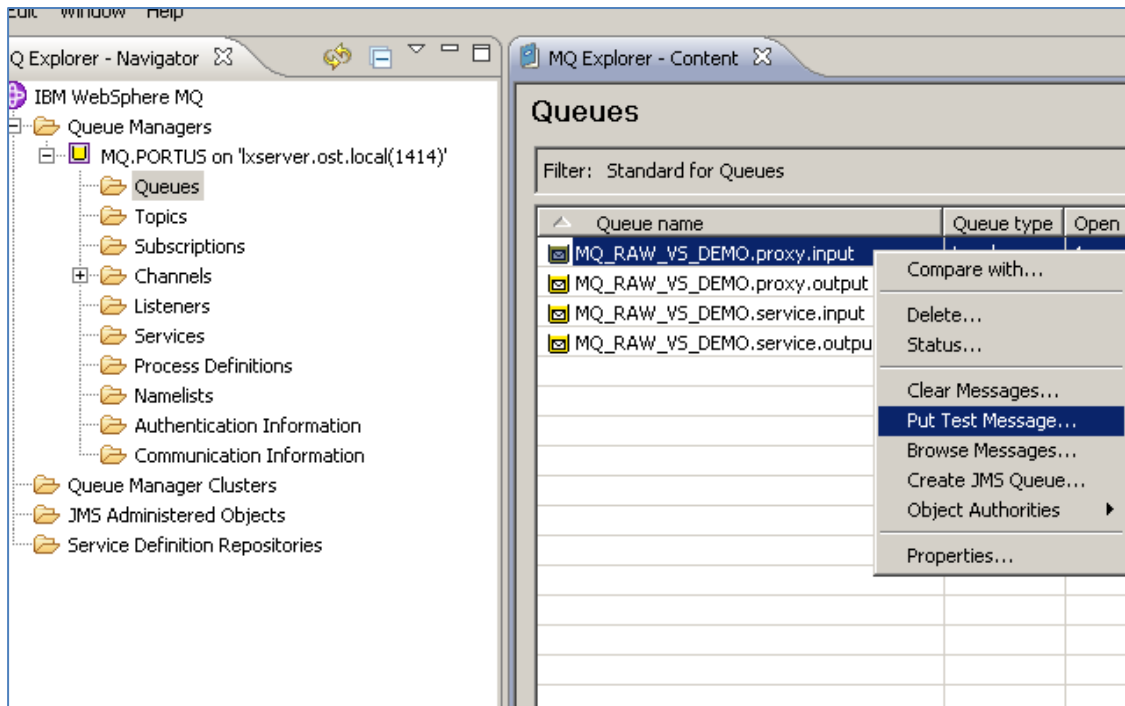 Edit Window Help
Q Explorer - Navigator
IBM WebSphere MQ
Queue Managers
MQ.PORTUS on 'lxserver.ost.local(1414)'
Queues
Topics
Subscriptions
Channels
Listeners
Services
Process Definitions
Namelists
Authentication Information
Communication Information
Queue Manager Clusters
JMS Administered Objects
Service Definition Repositories
MQ Explorer - Content
Queues
Filter: Standard for Queues
Queue name Queue type Open
MQ_RAW_VS_DEMO.proxy.input
MQ_RAW_VS_DEMO.proxy.output
MQ_RAW_VS_DEMO.service.input
MQ_RAW_VS_DEMO.service.outpu
Compare with...
Delete...
Status...
Clear Messages...
Put Test Message...
Browse Messages...
Create JMS Queue...
Object Authorities
Properties...